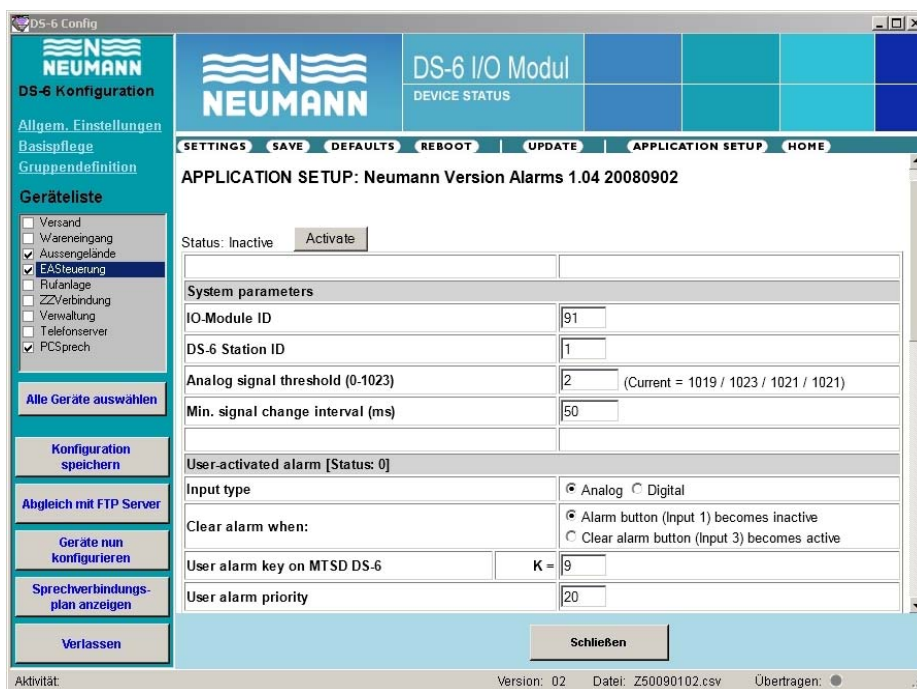 DS-6 Config
N
NEUMANN
DS-6 Konfiguration
Allgem. Einstellungen
Basispflege
Gruppendefinition
Geräteliste
Versand
Wareneingang
Aussengelände
EASteuerung
Rufanlage
ZZVerbindung
Verwaltung
Telefonserver
PCSprech
Alle Geräte auswählen
Konfiguration
speichern
Abgleich mit FTP Server
Geräte nun
konfigurieren
Sprechverbindungs-
plan anzeigen
Verlassen
N
NEUMANN
DS-6 I/O Modul
DEVICE STATUS
SETTINGS SAVE DEFAULTS REBOOT | UPDATE | APPLICATION SETUP HOME
APPLICATION SETUP: Neumann Version Alarms 1.04 20080902
Status: Inactive Activate
System parameters
IO-Module ID 91
DS-6 Station ID 1
Analog signal threshold (0-1023) 2 (Current = 1019 / 1023 / 1021 / 1021)
Min. signal change interval (ms) 50
User-activated alarm [Status: 0]
Input type Analog Digital
Clear alarm when: Alarm button (Input 1) becomes inactive
Clear alarm button (Input 3) becomes active
User alarm key on MTSD DS-6 K = 9
User alarm priority 20
Schließen
Aktivität: Version: 02 Datei: Z50090102.csv Übertragen: